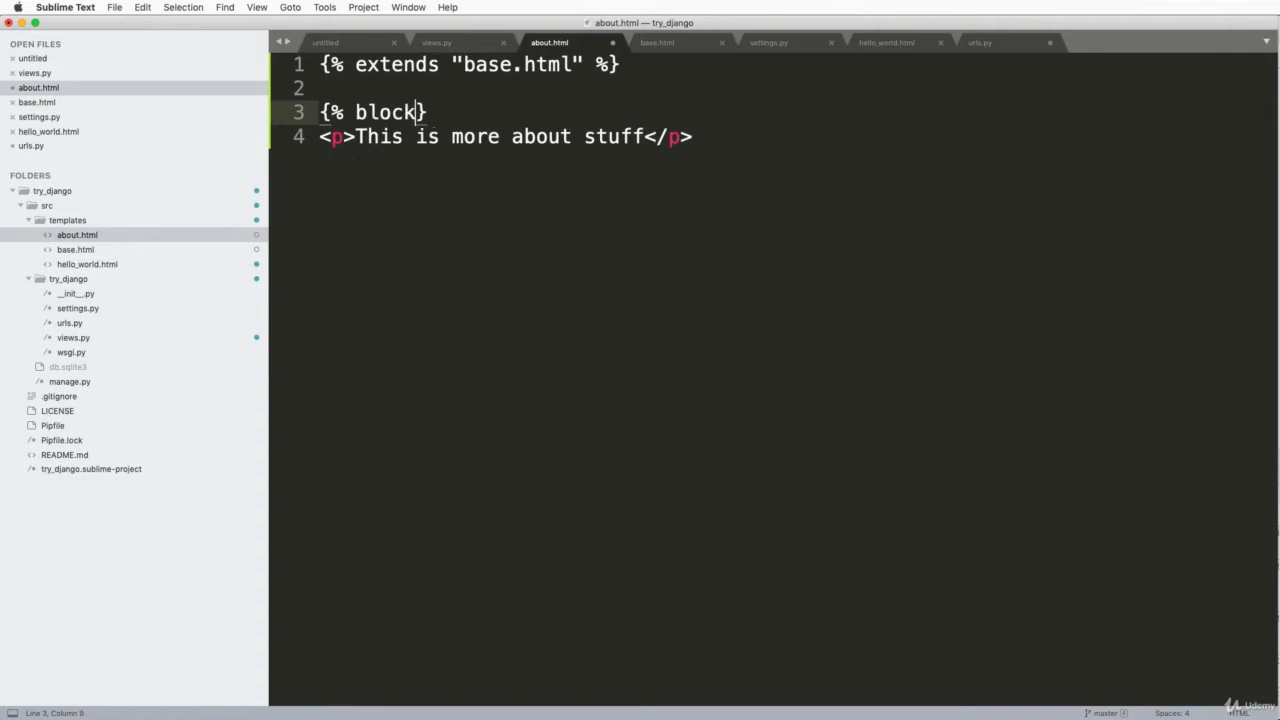 Sublime Text File Edit Selection Find View Goto Tools Project Window Help
about.html — try_django
OPEN FILES
untitled
views.py
about.html
base.html
settings.py
hello_world.html
urls.py
FOLDERS
try_django
src
templates
about.html
base.html
hello_world.html
try_django
__init__.py
settings.py
urls.py
views.py
wsgi.py
db.sqlite3
manage.py
.gitignore
LICENSE
Pipfile
Pipfile.lock
README.md
try_django.sublime-project
untitled views.py about.html base.html settings.py hello_world.html urls.py
1 {% extends "base.html" %}
2
3 {% block}
4 <p>This is more about stuff</p>
Line 3, Column 9 master Spaces: 4 HTML
Udemy